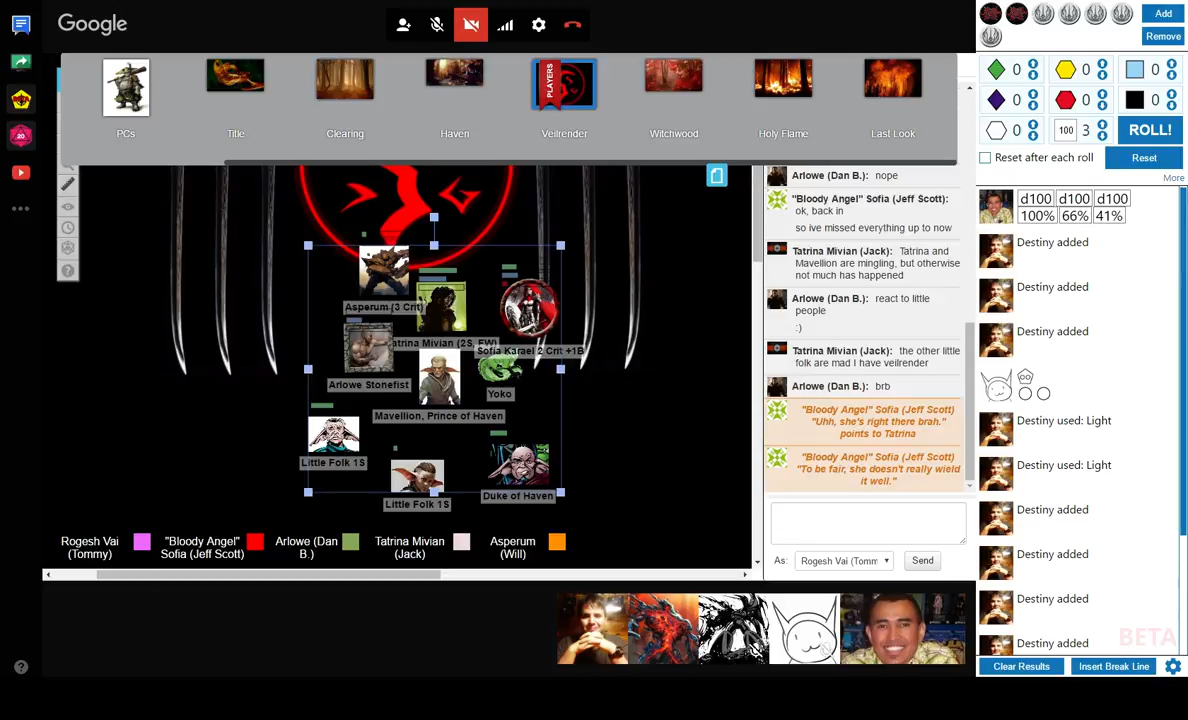 Google
PLAYERS
PCs
Title
Clearing
Haven
Veilrender
Witchwood
Holy Flame
Last Look
20
Asperum (3 Crit)
atrina Mivian (2S, EW)
Sofia Karael 2 Crit +1B
Arlowe Stonefist
Yoko
Mavellion, Prince of Haven
Little Folk 1S
Little Folk 1S
Duke of Haven
Rogesh Vai
(Tommy)
"Bloody Angel"
Sofia (Jeff Scott)
Arlowe (Dan
B.)
Tatrina Mivian
(Jack)
Asperum
(Will)
Arlowe (Dan B.): nope
"Bloody Angel" Sofia (Jeff Scott):
ok, back in
so ive missed everything up to now
Tatrina Mivian (Jack): Tatrina and
Mavellion are mingling, but otherwise
not much has happened
Arlowe (Dan B.): react to little
people
:)
Tatrina Mivian (Jack): the other little
folk are mad I have veilrender
Arlowe (Dan B.): brb
"Bloody Angel" Sofia (Jeff Scott)
"Uhh, she's right there brah."
points to Tatrina
"Bloody Angel" Sofia (Jeff Scott)
"To be fair, she doesn't really wield
it well."
As:
Rogesh Vai (Tomm
Send
Add
Remove
0 0 0
0 0 0
0 100 3 ROLL!
Reset after each roll
Reset
More
d100 d100 d100
100% 66% 41%
Destiny added
Destiny added
Destiny added
Destiny used: Light
Destiny used: Light
Destiny added
Destiny added
Destiny added
Destiny added
BETA
Clear Results
Insert Break Line